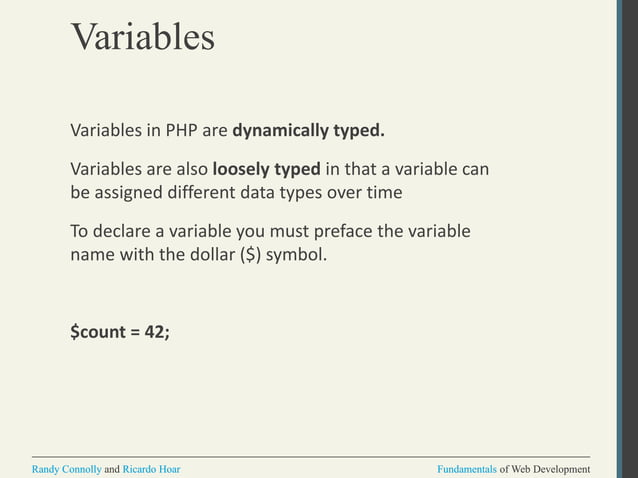 Variables
Variables in PHP are dynamically typed.
Variables are also loosely typed in that a variable can
be assigned different data types over time
To declare a variable you must preface the variable
name with the dollar ($) symbol.
$count = 42;
Randy Connolly and Ricardo Hoar
Fundamentals of Web Development